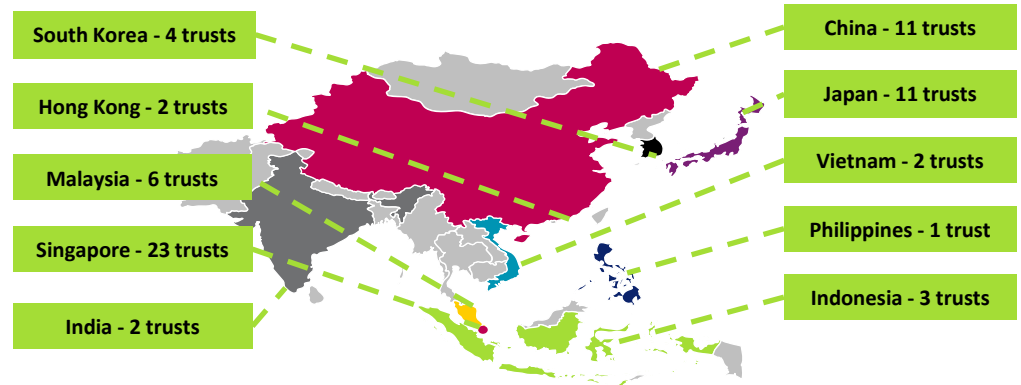 South Korea - 4 trusts
Hong Kong - 2 trusts
Malaysia - 6 trusts
Singapore - 23 trusts
India - 2 trusts
China - 11 trusts
Japan - 11 trusts
Vietnam - 2 trusts
Philippines - 1 trust
Indonesia - 3 trusts